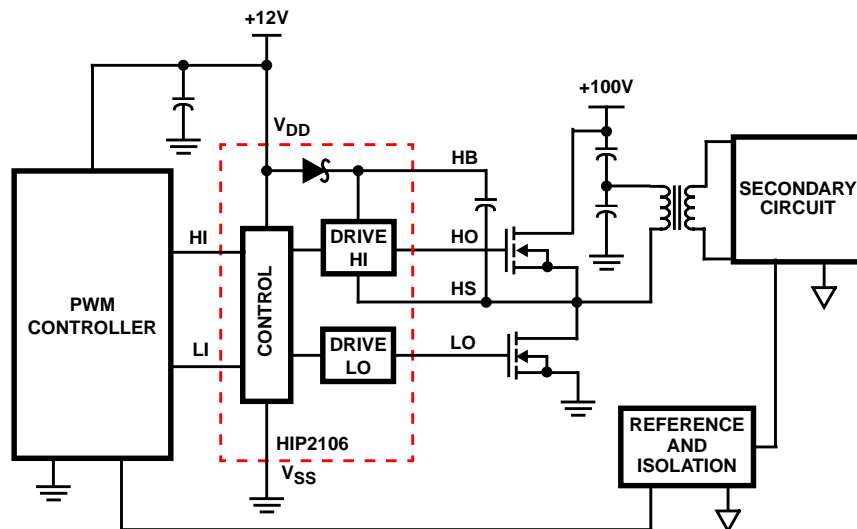 +12V
+100V
VDD
HB
SECONDARY
CIRCUIT
DRIVE
HI
HI
HO
PWM
CONTROLLER
CONTROL
HS
LI
DRIVE
LO
LO
HIP2106
VSS
REFERENCE
AND
ISOLATION